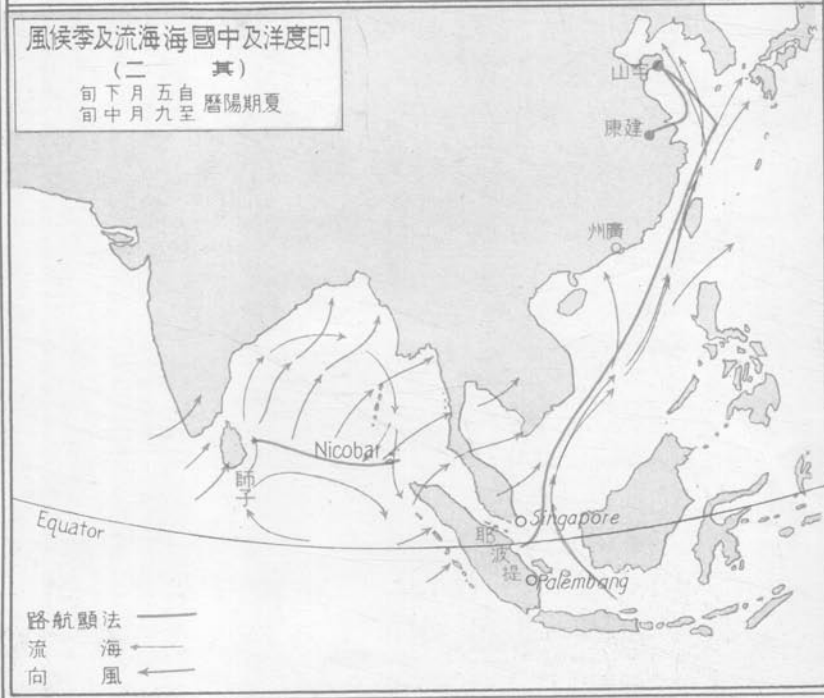 印度洋及中國海海流及季候風
(其二)
夏期陽曆
自五月下旬
至九月中旬
牢山
建康
廣州
Nicobar
師子
Equator
Singapore
耶波提
Palembang
法顯航路
海流
風向